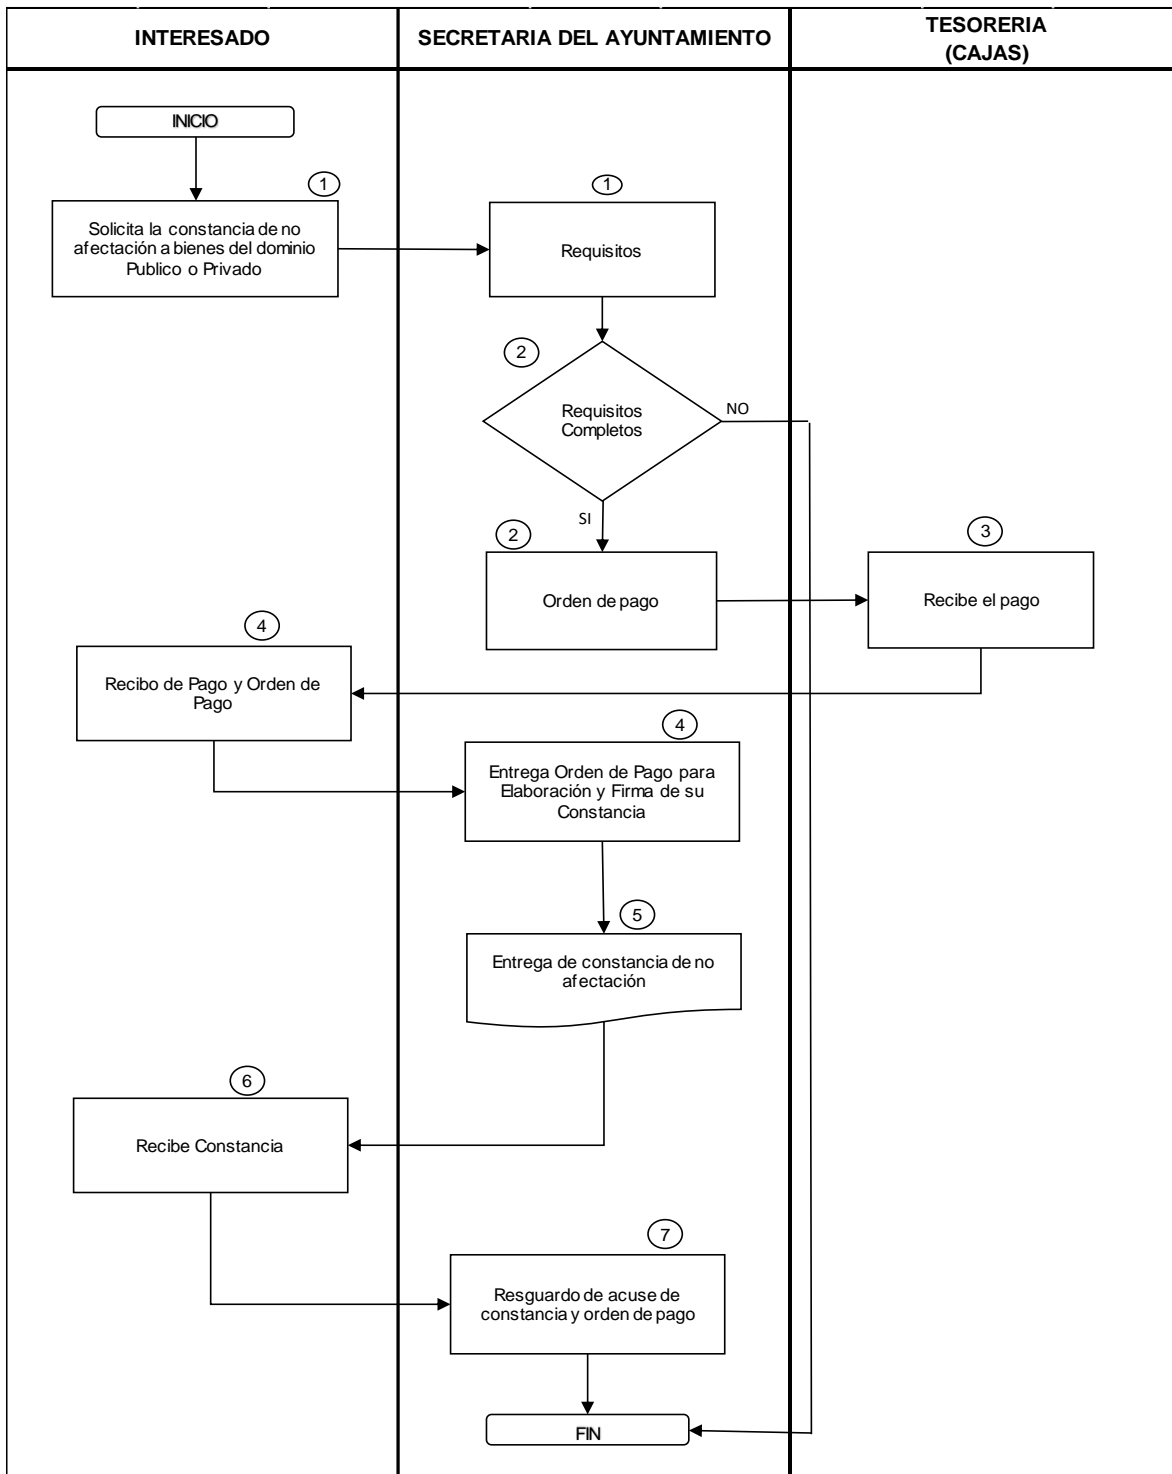 INTERESADO
SECRETARIA DEL AYUNTAMIENTO
TESORERIA
(CAJAS)
INICIO
1
Solicita la constancia de no
afectación a bienes del dominio
Publico o Privado
1
Requisitos
2
Requisitos
Completos
NO
SI
2
Orden de pago
3
Recibe el pago
4
Recibo de Pago y Orden de
Pago
4
Entrega Orden de Pago para
Elaboración y Firma de su
Constancia
5
Entrega de constancia de no
afectación
6
Recibe Constancia
7
Resguardo de acuse de
constancia y orden de pago
FIN